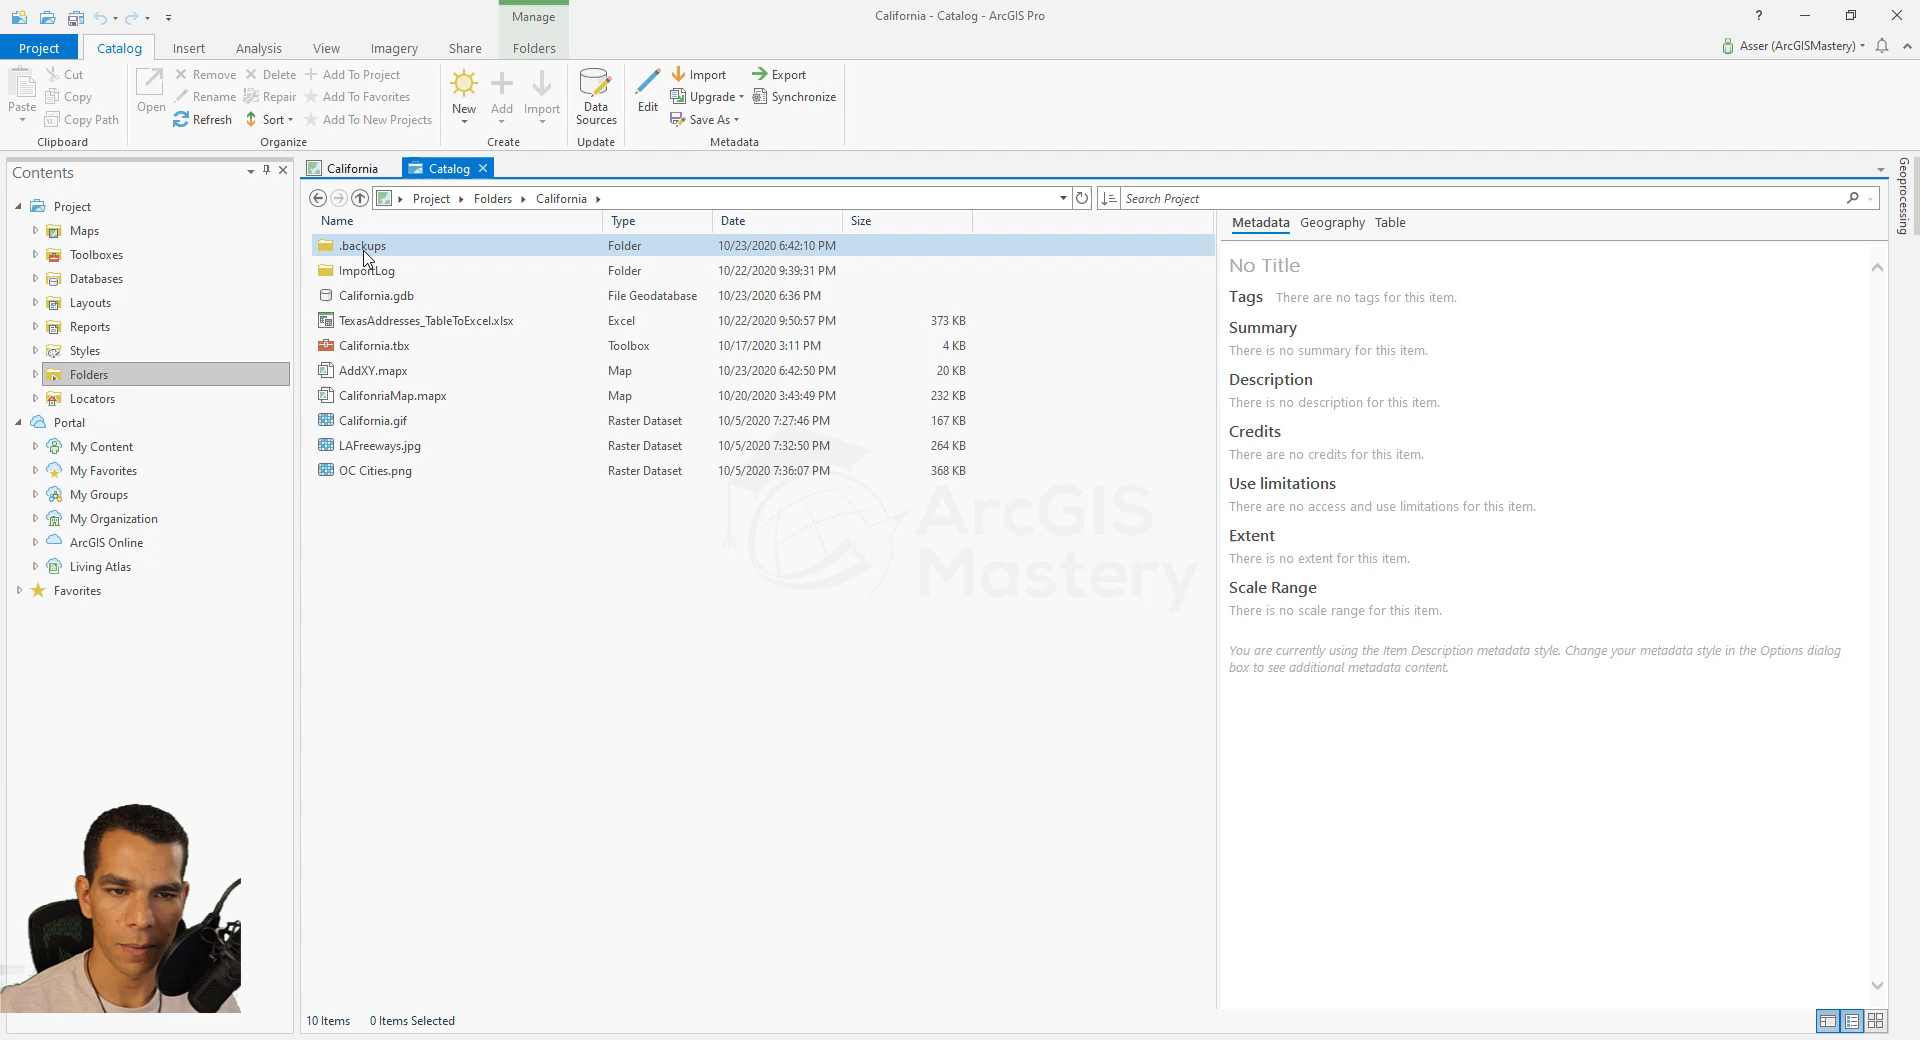 Manage
California - Catalog - ArcGIS Pro
?
Project Catalog Insert Analysis View Imagery Share Folders
Asser (ArcGISMastery)
Paste
Cut
Copy
Copy Path
Clipboard
Open
Remove Delete Add To Project
Rename Repair Add To Favorites
Refresh Sort Add To New Projects
Organize
New Add Import
Create
Data Sources
Update
Edit
Import Export
Upgrade Synchronize
Save As
Metadata
Contents
Project
Maps
Toolboxes
Databases
Layouts
Reports
Styles
Folders
Locators
Portal
My Content
My Favorites
My Groups
My Organization
ArcGIS Online
Living Atlas
Favorites
California Catalog
Project Folders California
Search Project
Geoprocessing
Name Type Date Size
.backups Folder 10/23/2020 6:42:10 PM
ImportLog Folder 10/22/2020 9:39:31 PM
California.gdb File Geodatabase 10/23/2020 6:36 PM
TexasAddresses_TableToExcel.xlsx Excel 10/22/2020 9:50:57 PM 373 KB
California.tbx Toolbox 10/17/2020 3:11 PM 4 KB
AddXY.mapx Map 10/23/2020 6:42:50 PM 20 KB
CalifonriaMap.mapx Map 10/20/2020 3:43:49 PM 232 KB
California.gif Raster Dataset 10/5/2020 7:27:46 PM 167 KB
LAFreeways.jpg Raster Dataset 10/5/2020 7:32:50 PM 264 KB
OC Cities.png Raster Dataset 10/5/2020 7:36:07 PM 368 KB
ArcGIS
Mastery
Metadata Geography Table
No Title
Tags There are no tags for this item.
Summary
There is no summary for this item.
Description
There is no description for this item.
Credits
There are no credits for this item.
Use limitations
There are no access and use limitations for this item.
Extent
There is no extent for this item.
Scale Range
There is no scale range for this item.
You are currently using the Item Description metadata style. Change your metadata style in the Options dialog
box to see additional metadata content.
10 Items 0 Items Selected